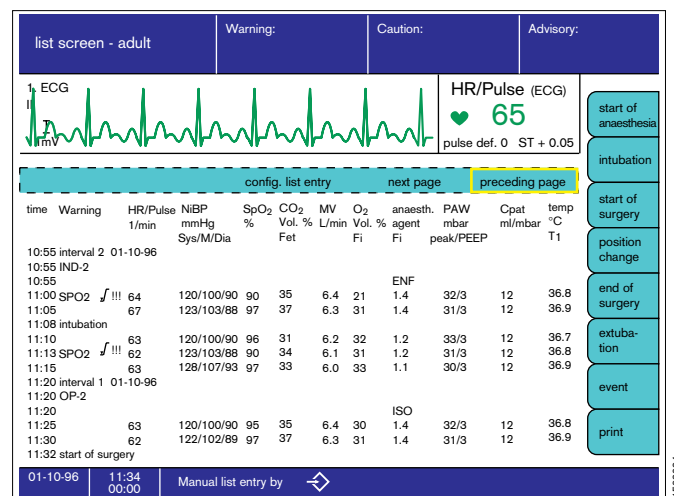 list screen - adult
Warning:
Caution:
Advisory:
1. ECG
II
1mV
HR/Pulse (ECG)
65
pulse def. 0 ST + 0.05
start of
anaesthesia
intubation
start of
surgery
position
change
end of
surgery
extuba-
tion
event
print
config. list entry next page preceding page
time Warning HR/Pulse NiBP SpO2 CO2 MV O2 anaesth. PAW Cpat temp
1/min mmHg % Vol. % L/min Vol. % agent mbar ml/mbar °C
Sys/M/Dia Fet Fi Fi peak/PEEP T1
10:55 interval 2 01-10-96
10:55 IND-2
10:55 ENF
11:00 SPO2 !!! 64 120/100/90 90 35 6.4 21 1.4 32/3 12 36.8
11:05 67 123/103/88 97 37 6.3 31 1.4 31/3 12 36.9
11:08 intubation
11:10 63 120/100/90 96 31 6.2 32 1.2 33/3 12 36.7
11:13 SPO2 !!! 62 123/103/88 90 34 6.1 31 1.2 31/3 12 36.8
11:15 63 128/107/93 97 33 6.0 33 1.1 30/3 12 36.9
11:20 interval 1 01-10-96
11:20 OP-2
11:20 ISO
11:25 63 120/100/90 95 35 6.4 30 1.4 32/3 12 36.8
11:30 62 122/102/89 97 37 6.3 31 1.4 31/3 12 36.9
11:32 start of surgery
01-10-96
11:34
00:00
Manual list entry by